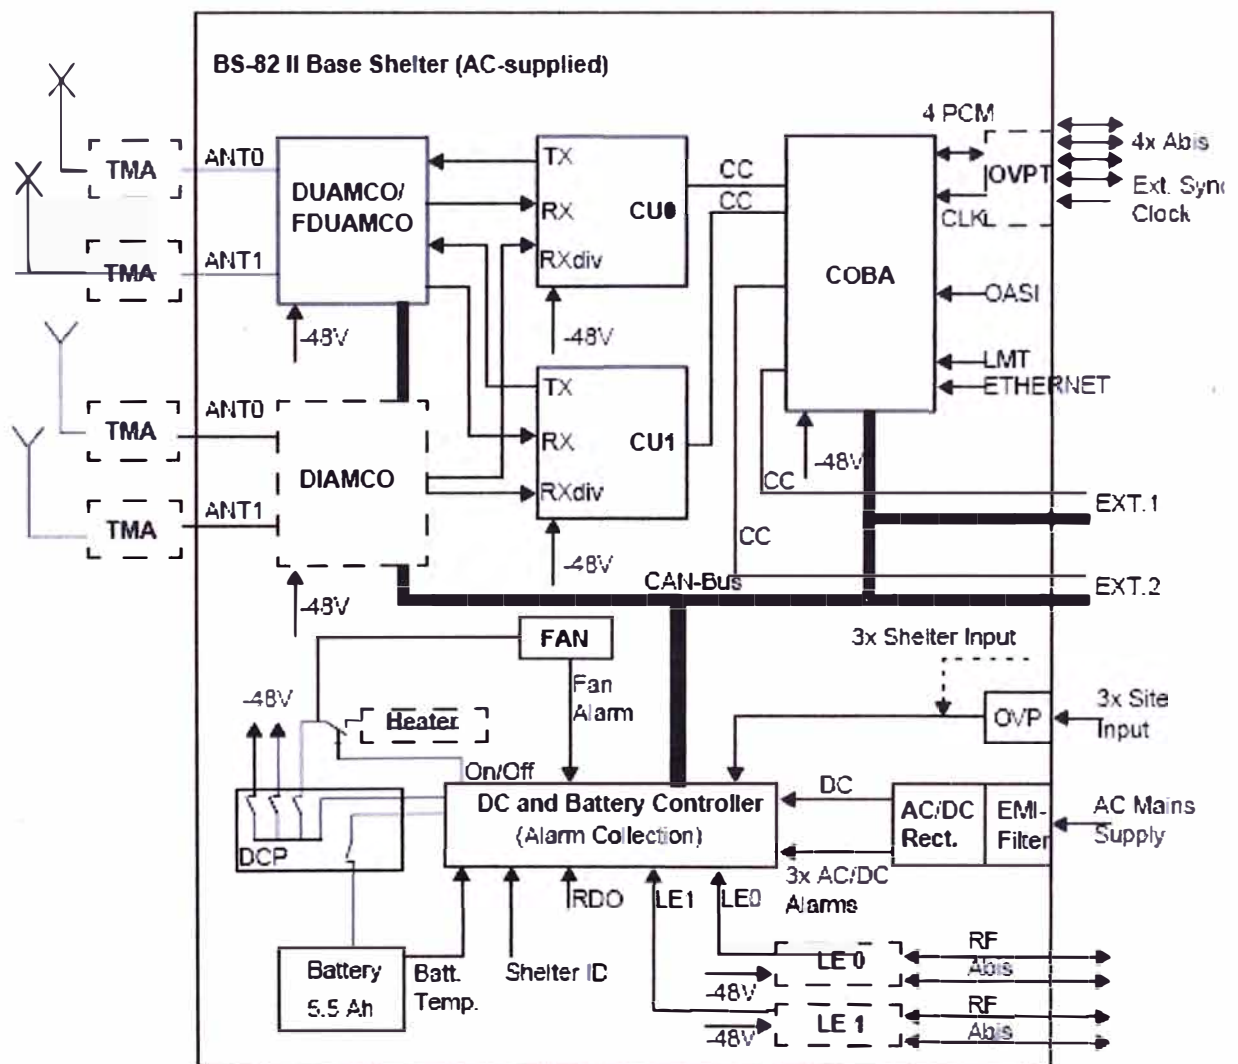 BS-82 II Base Shelter (AC-supplied)
4 PCM
TMA
ANT0
DUAMCO/
FDUAMCO
TX
RX
RXdiv
CU0
CC
CC
COBA
OVPT
CLK
4x Abis
Ext. Sync
Clock
TMA
ANT1
-48V
-48V
OASI
LMT
ETHERNET
TMA
ANT0
DIAMCO
TX
RX
RXdiv
CU1
-48V
CC
TMA
ANT1
EXT.1
CC
-48V
-48V
CAN-Bus
EXT.2
FAN
3x Shelter Input
-48V
Heater
Fan
Alarm
OVP
3x Site
Input
On/Off
DC and Battery Controller
(Alarm Collection)
DC
AC/DC
Rect.
EMI-
Filter
AC Mains
Supply
DCP
3x AC/DC
Alarms
RDO
LE1
LE0
Battery
5.5 Ah
Batt.
Temp.
Shelter ID
-48V
LE 0
RF
Abis
-48V
LE 1
RF
Abis